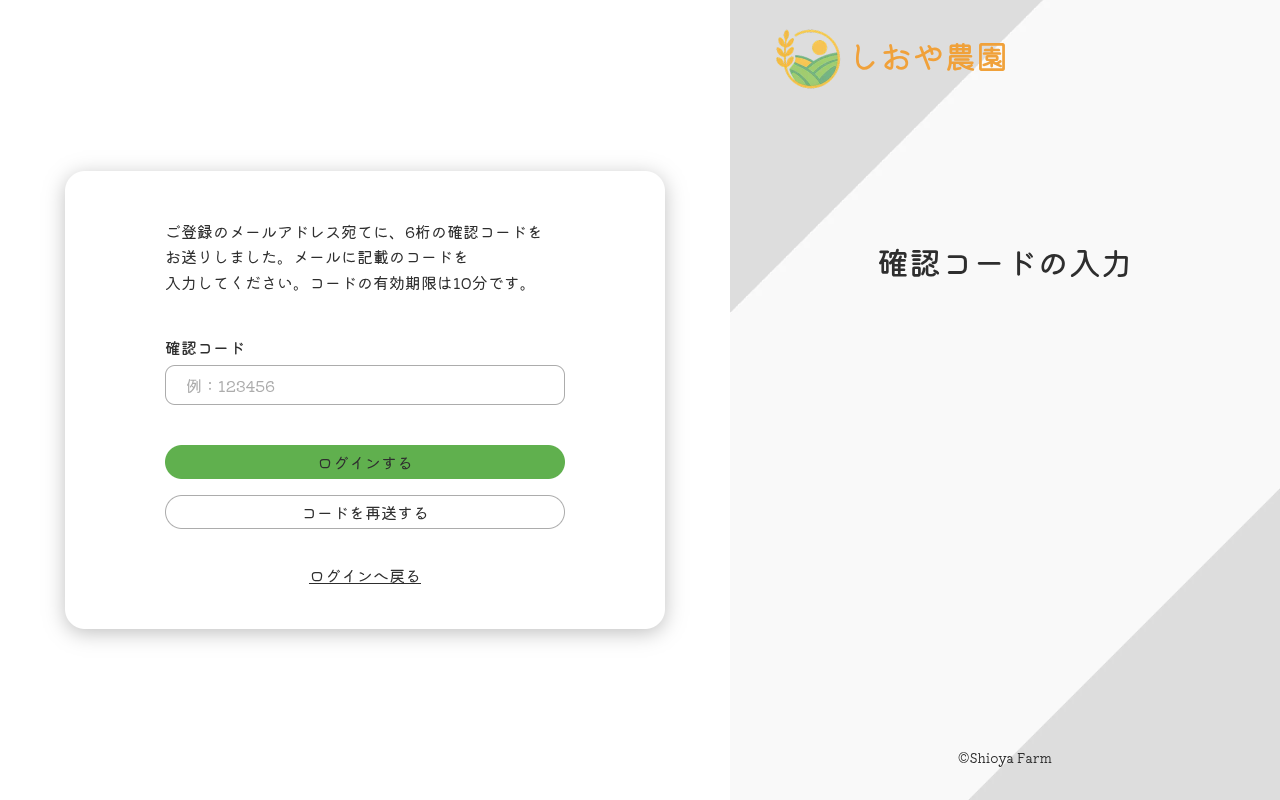 ご登録のメールアドレス宛てに、6桁の確認コードを
お送りしました。メールに記載のコードを
入力してください。コードの有効期限は10分です。
確認コード
例：123456
ログインする
コードを再送する
ログインへ戻る
しおや農園
確認コードの入力
©Shioya Farm